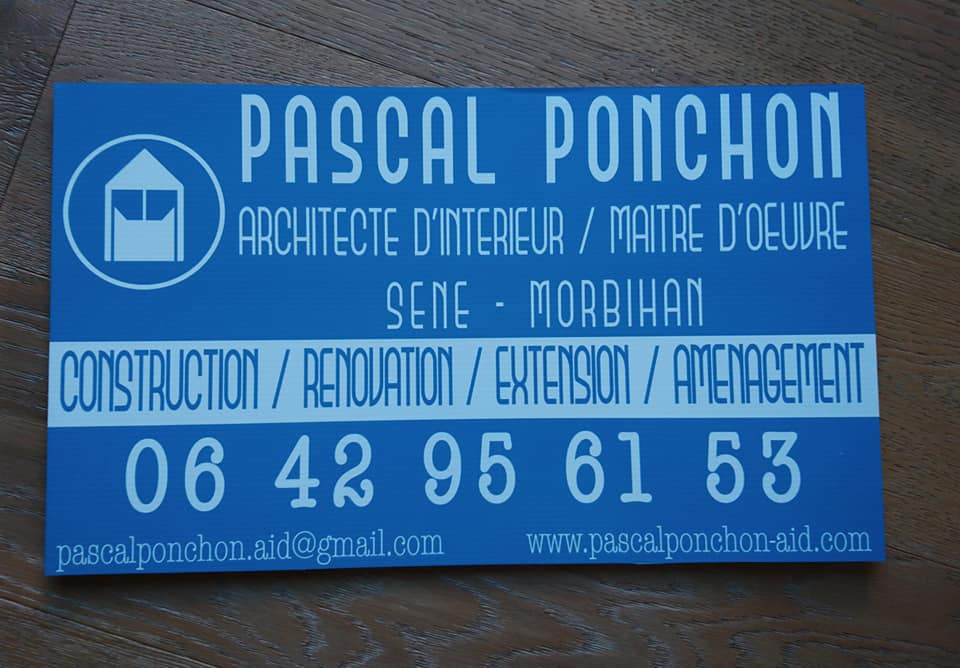 PASCAL PONCHON
ARCHITECTE D'INTERIEUR / MAITRE D'OEUVRE
SENE - MORBIHAN
CONSTRUCTION / RENOVATION / EXTENSION / AMENAGEMENT
06 42 95 61 53
pascalponchon.aid@gmail.com www.pascalponchon-aid.com